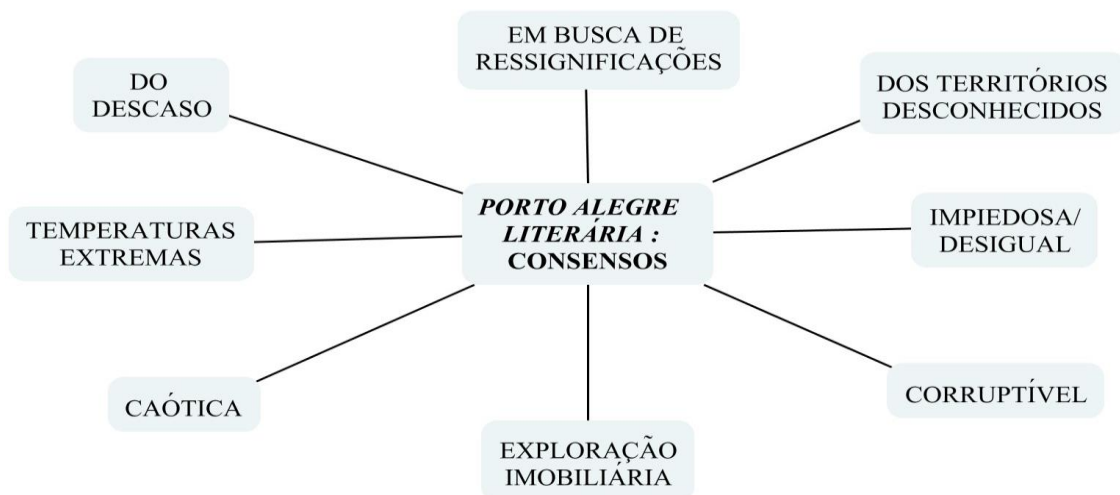 EM BUSCA DE
RESSIGNIFICAÇÕES
DO
DESCASO
DOS TERRITÓRIOS
DESCONHECIDOS
PORTO ALEGRE
LITERÁRIA :
CONSENSOS
TEMPERATURAS
EXTREMAS
IMPIEDOSA/
DESIGUAL
CAÓTICA
CORRUPTÍVEL
EXPLORAÇÃO
IMOBILIÁRIA